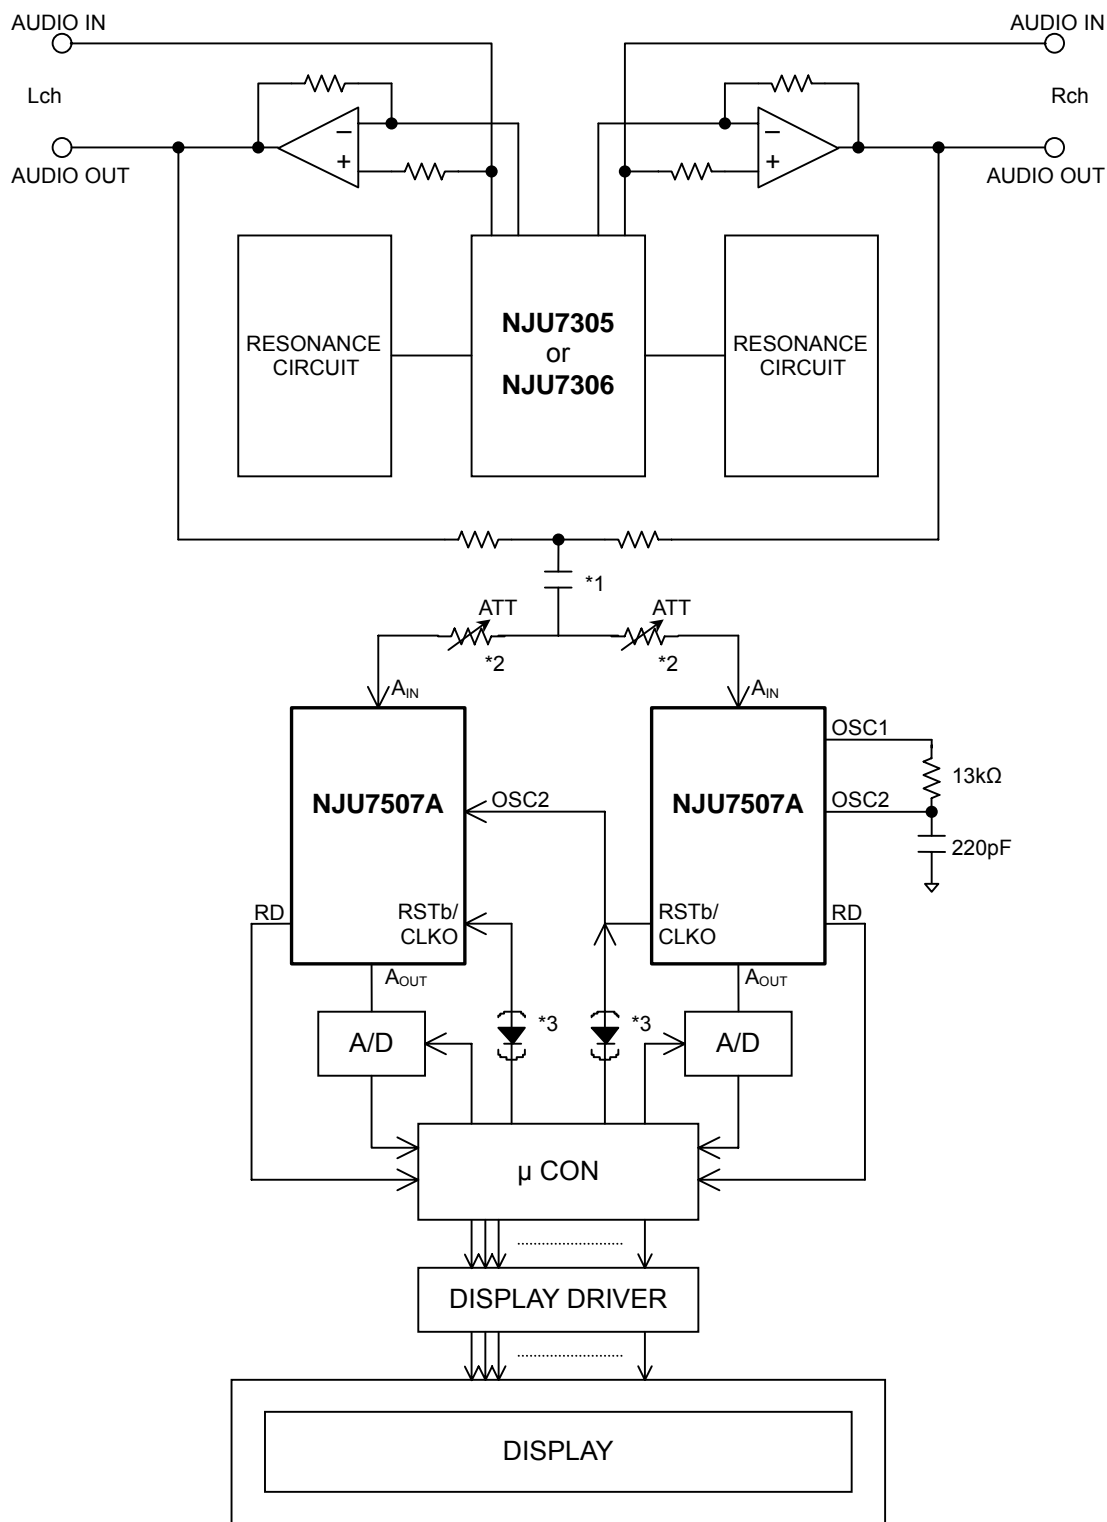 AUDIO IN
AUDIO IN
Lch
Rch
AUDIO OUT
AUDIO OUT
−
+
−
+
RESONANCE
CIRCUIT
NJU7305
or
NJU7306
RESONANCE
CIRCUIT
*1
ATT
ATT
*2
*2
AIN
AIN
OSC1
13kΩ
NJU7507A
OSC2
NJU7507A
OSC2
220pF
RD
RSTb/
CLKO
RSTb/
CLKO
RD
AOUT
AOUT
A/D
*3
*3
A/D
μ CON
DISPLAY DRIVER
DISPLAY